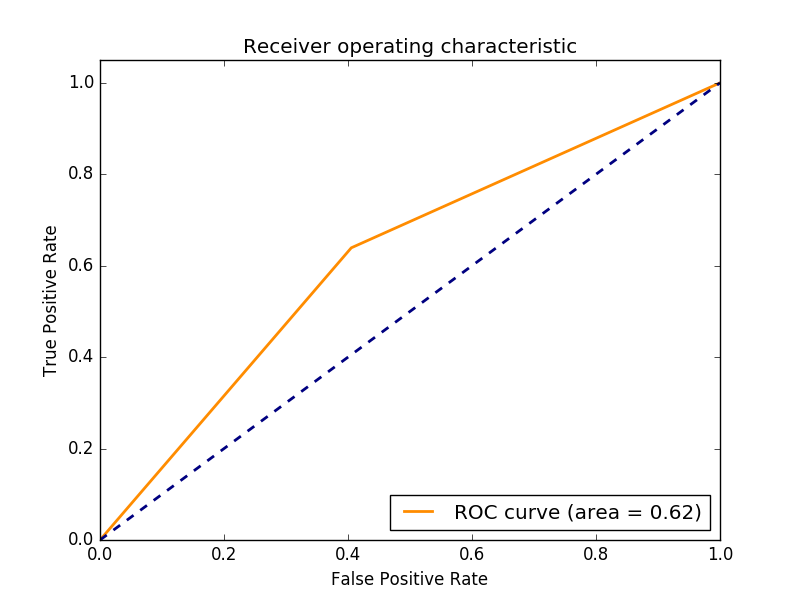 Receiver operating characteristic
1.0
0.8
0.6
0.4
0.2
0.0
True Positive Rate
ROC curve (area = 0.62)
0.0 0.2 0.4 0.6 0.8 1.0
False Positive Rate